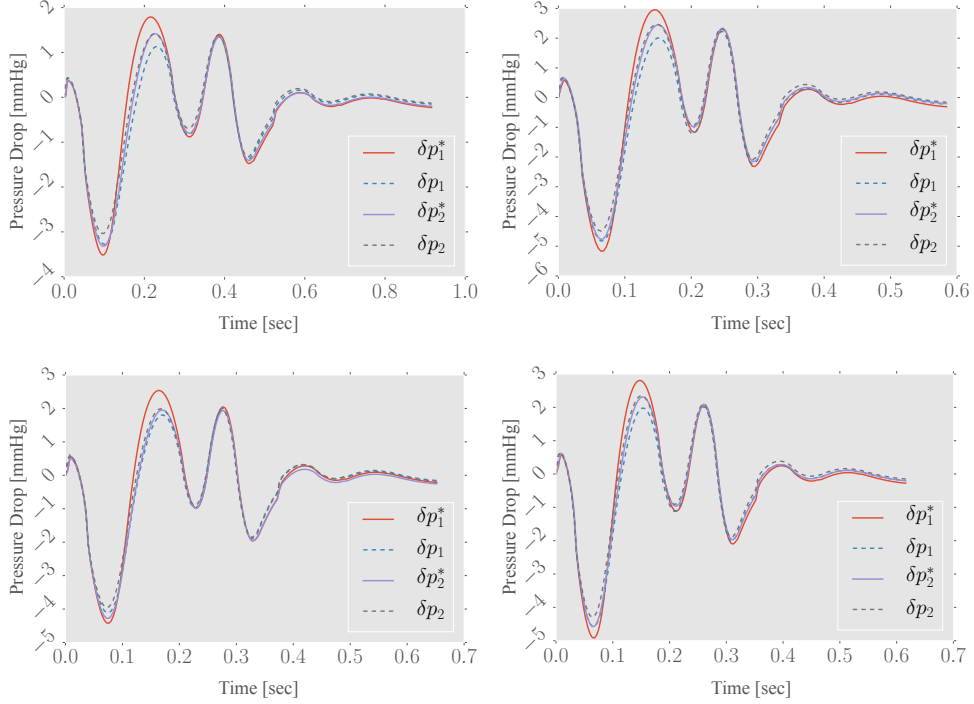 2
1
0
−1
−2
−3
−4
Pressure Drop [mmHg]
δp₁*
δp₁
δp₂*
δp₂
0.0 0.2 0.4 0.6 0.8 1.0
Time [sec]
3
2
1
0
−1
−2
−3
−4
−5
−6
Pressure Drop [mmHg]
δp₁*
δp₁
δp₂*
δp₂
0.0 0.1 0.2 0.3 0.4 0.5 0.6
Time [sec]
3
2
1
0
−1
−2
−3
−4
−5
Pressure Drop [mmHg]
δp₁*
δp₁
δp₂*
δp₂
0.0 0.1 0.2 0.3 0.4 0.5 0.6 0.7
Time [sec]
3
2
1
0
−1
−2
−3
−4
−5
Pressure Drop [mmHg]
δp₁*
δp₁
δp₂*
δp₂
0.0 0.1 0.2 0.3 0.4 0.5 0.6 0.7
Time [sec]